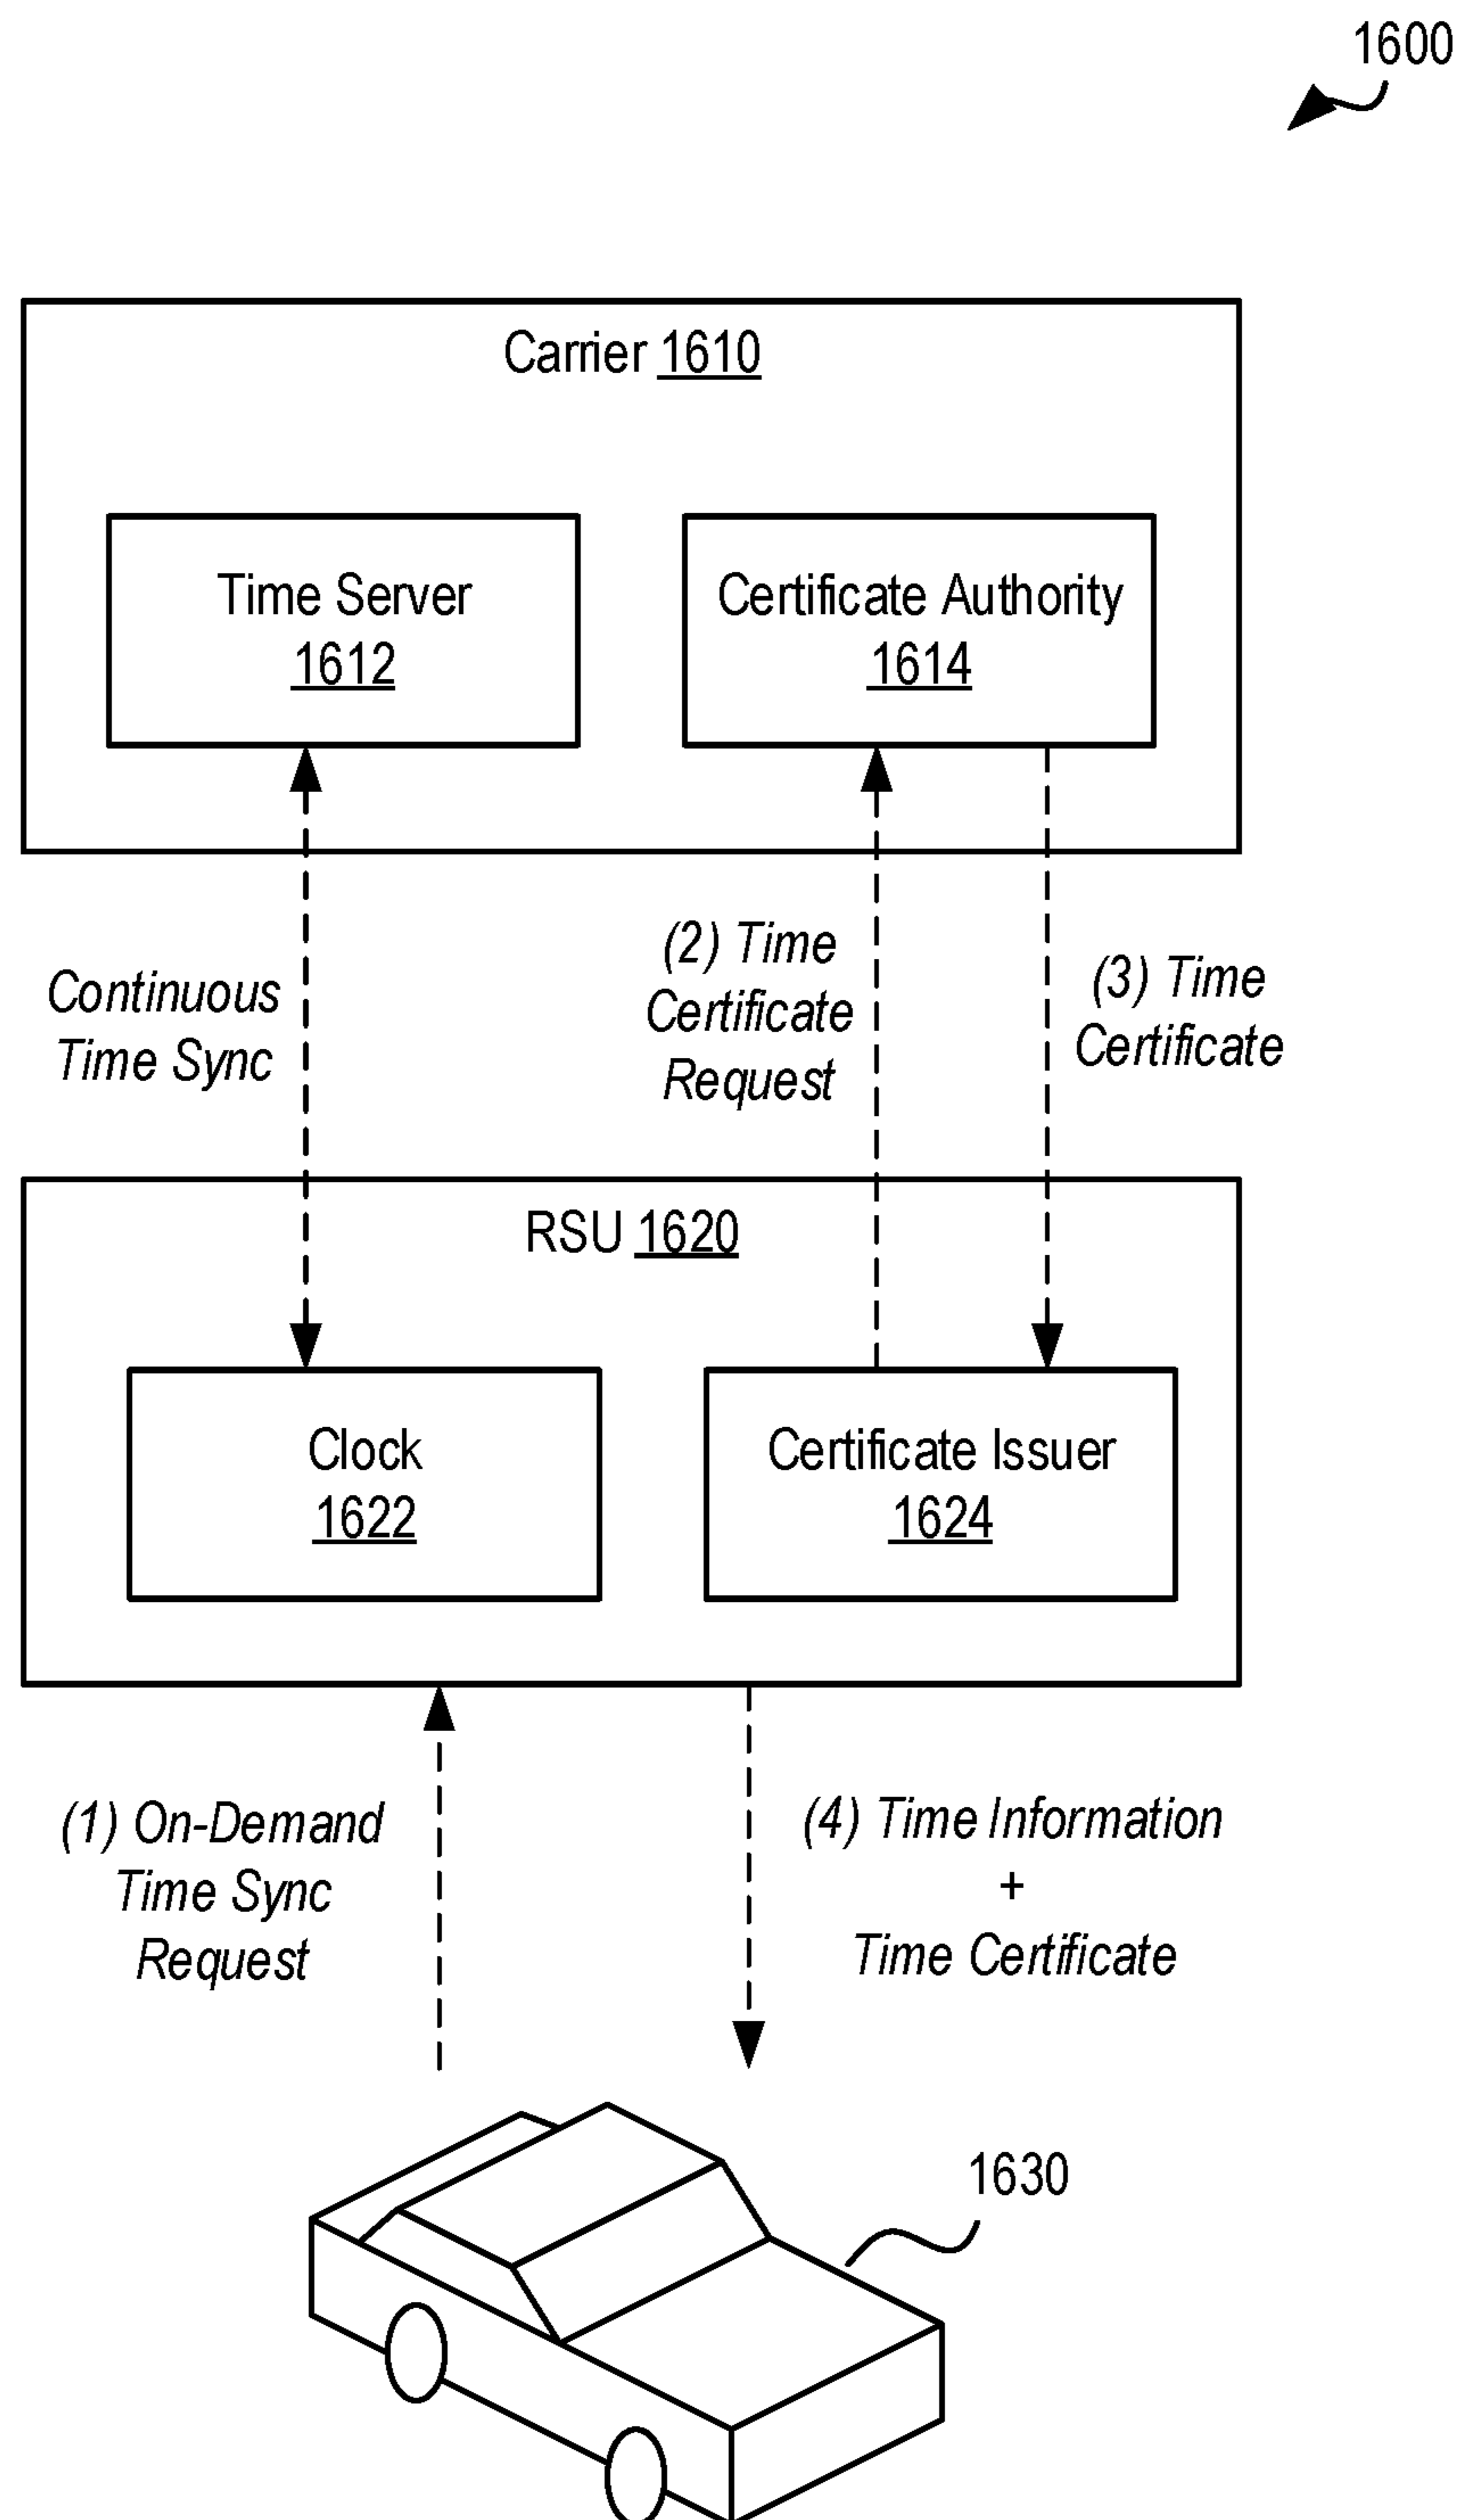 1600
Carrier 1610
Time Server
1612
Certificate Authority
1614
Continuous
Time Sync
(2) Time
Certificate
Request
(3) Time
Certificate
RSU 1620
Clock
1622
Certificate Issuer
1624
(1) On-Demand
Time Sync
Request
(4) Time Information
+
Time Certificate
1630